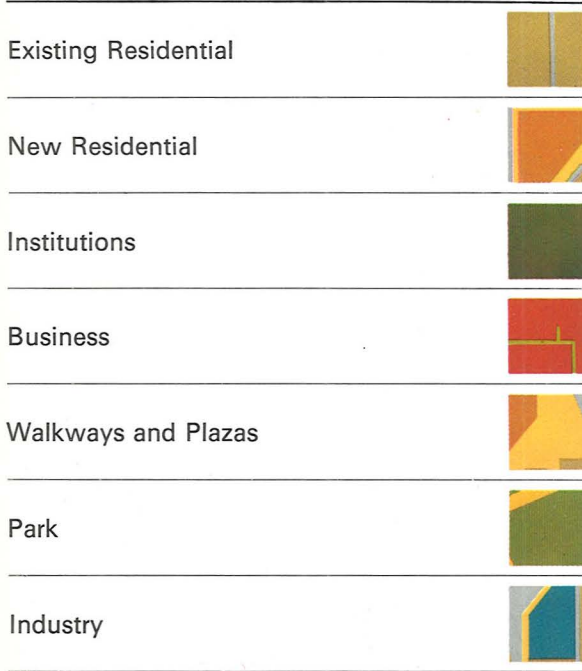 Existing Residential
New Residential
Institutions
Business
Walkways and Plazas
Park
Industry